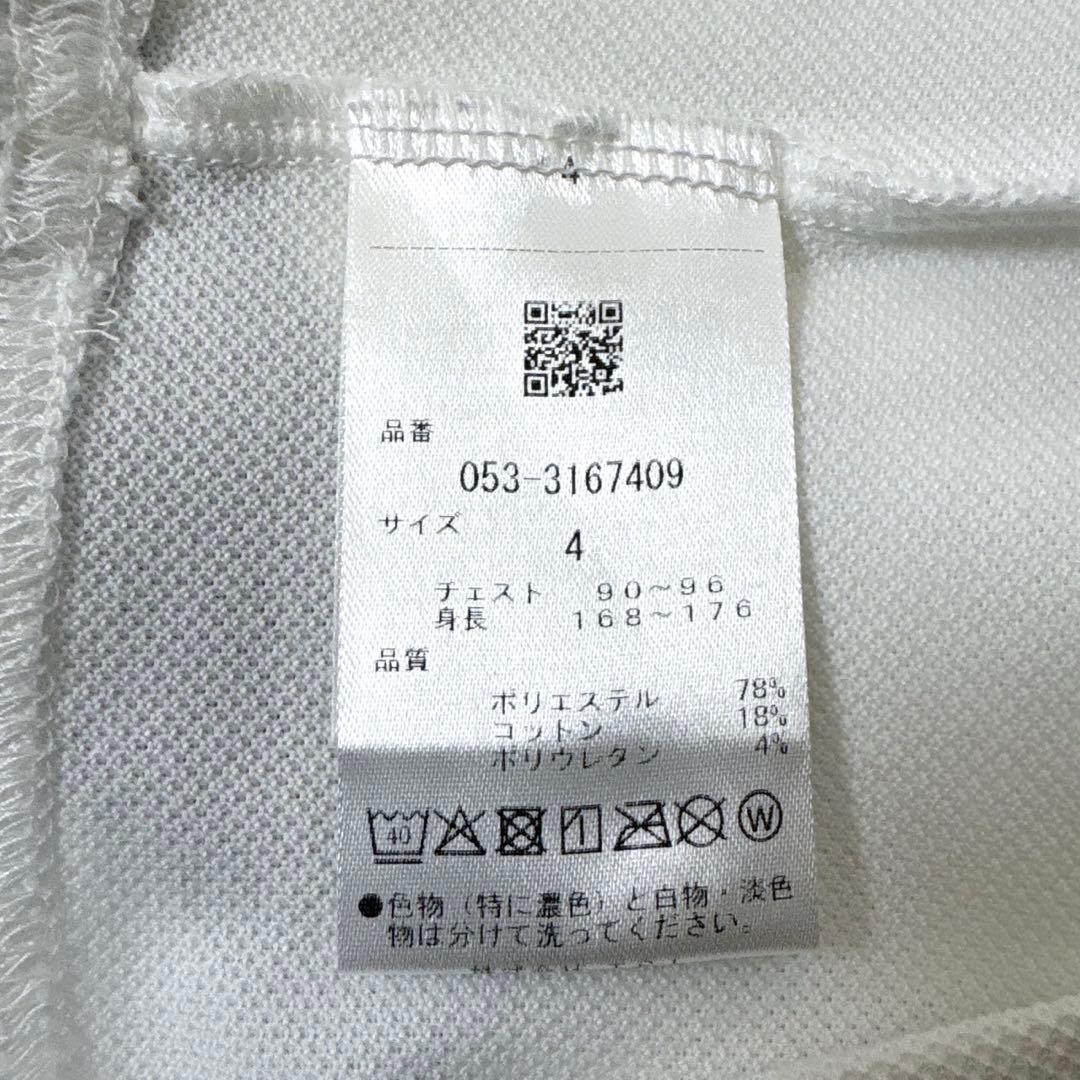 4
品番
053-3167409
サイズ
4
チェスト 90～96
身長 168～176
品質
ポリエステル 78%
コットン 18%
ポリウレタン 4%
40
W
●色物（特に濃色）と白物・淡色
物は分けて洗ってください。